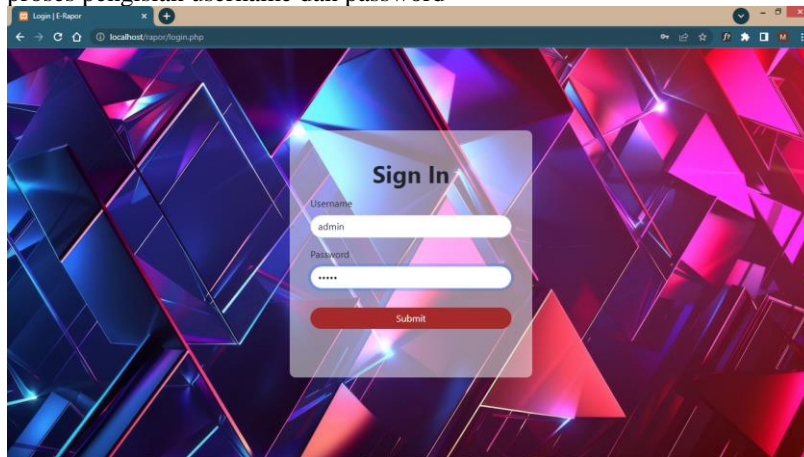 proses pengisian username dan password
Login | E-Rapor
localhost/rapor/login.php
Sign In
Username
admin
Password
•••••
Submit